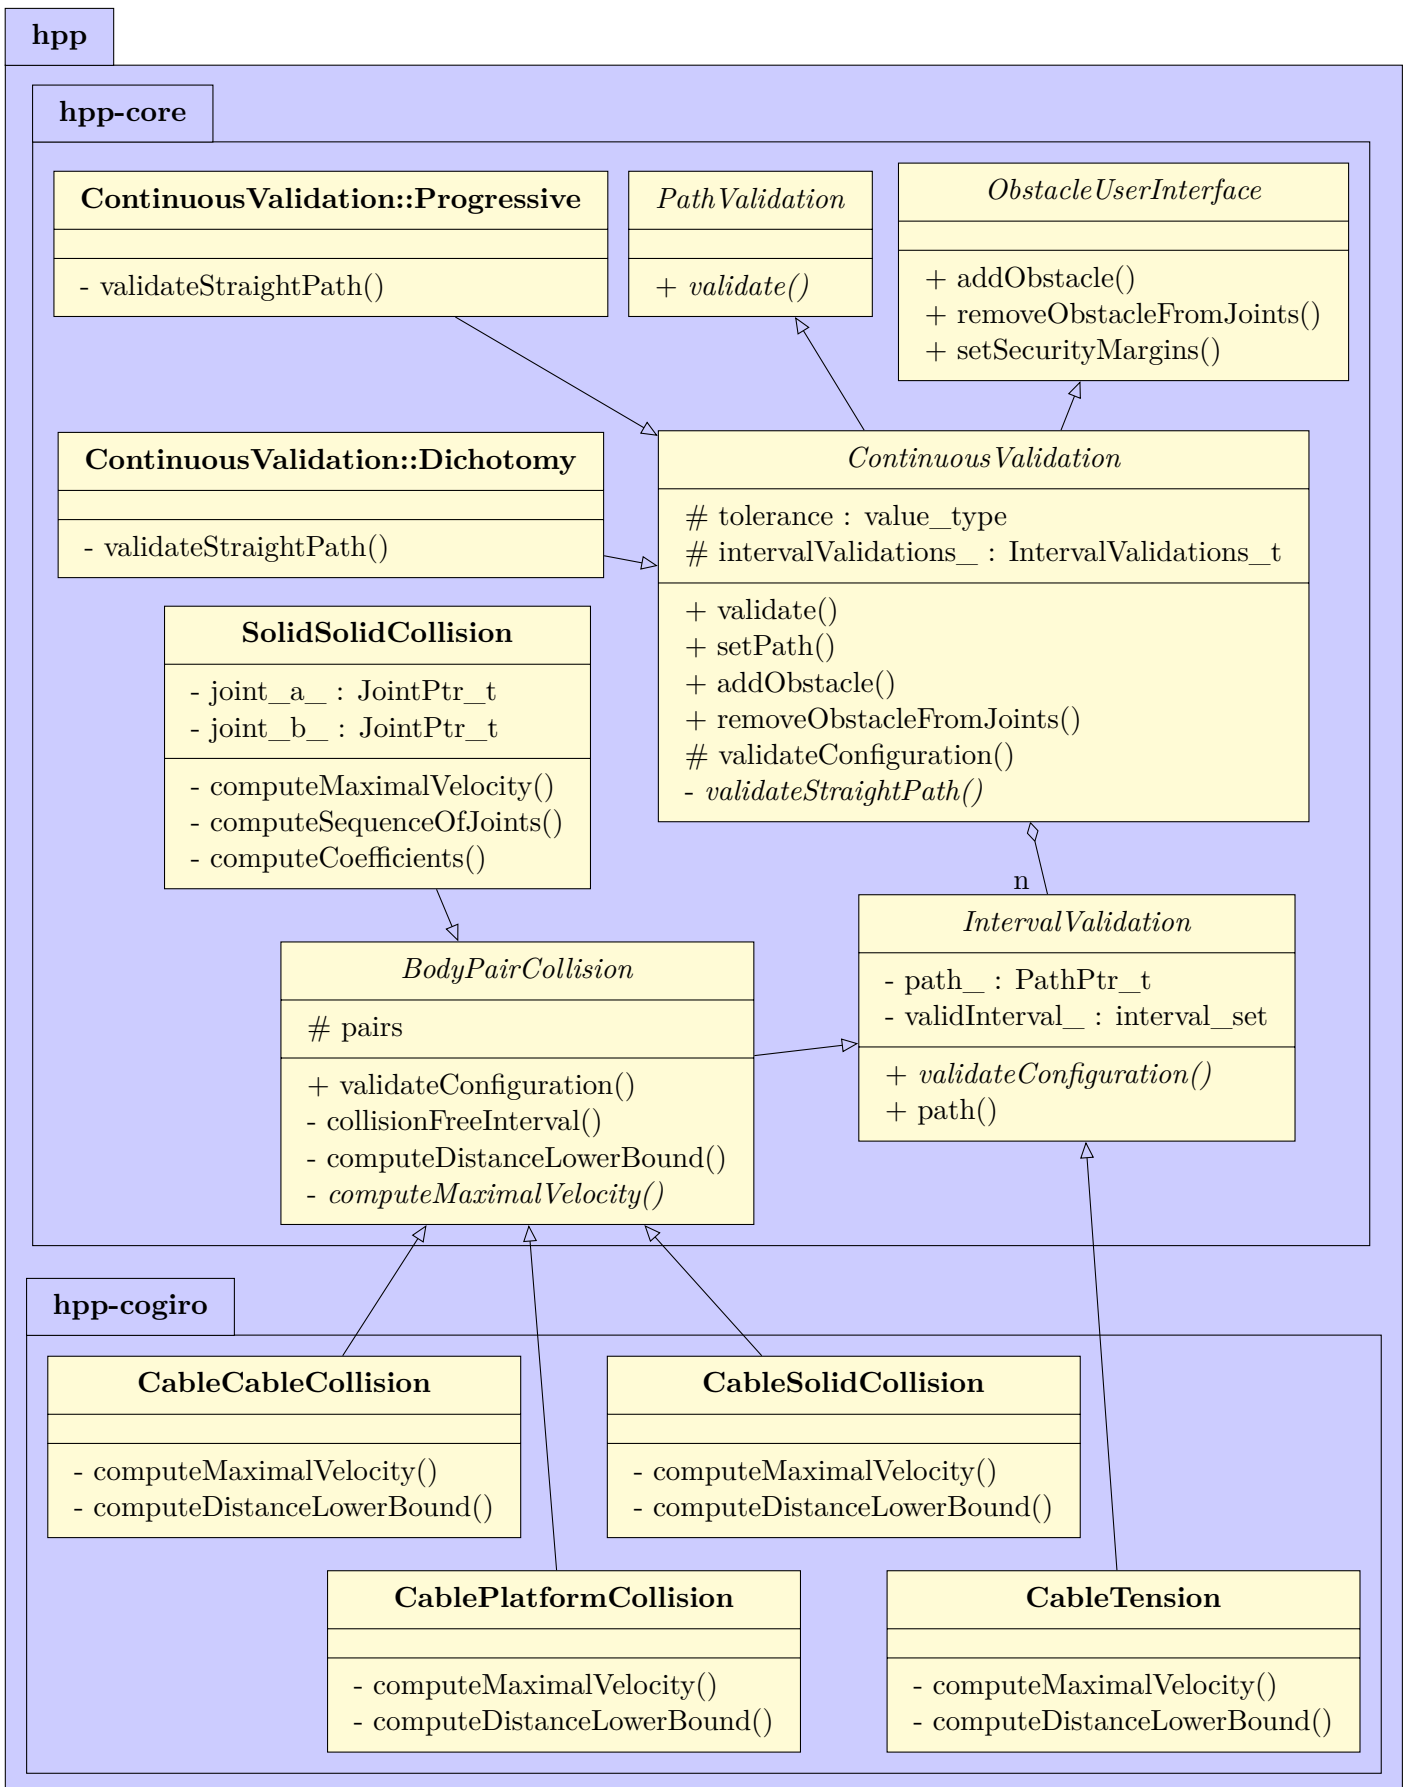 hpp
hpp-core
ContinuousValidation::Progressive
- validateStraightPath()
PathValidation
+ validate()
ObstacleUserInterface
+ addObstacle()
+ removeObstacleFromJoints()
+ setSecurityMargins()
ContinuousValidation::Dichotomy
- validateStraightPath()
ContinuousValidation
# tolerance : value_type
# intervalValidations_ : IntervalValidations_t
+ validate()
+ setPath()
+ addObstacle()
+ removeObstacleFromJoints()
# validateConfiguration()
- validateStraightPath()
SolidSolidCollision
- joint_a_ : JointPtr_t
- joint_b_ : JointPtr_t
- computeMaximalVelocity()
- computeSequenceOfJoints()
- computeCoefficients()
n
IntervalValidation
- path_ : PathPtr_t
- validInterval_ : interval_set
+ validateConfiguration()
+ path()
BodyPairCollision
# pairs
+ validateConfiguration()
- collisionFreeInterval()
- computeDistanceLowerBound()
- computeMaximalVelocity()
hpp-cogiro
CableCableCollision
- computeMaximalVelocity()
- computeDistanceLowerBound()
CableSolidCollision
- computeMaximalVelocity()
- computeDistanceLowerBound()
CablePlatformCollision
- computeMaximalVelocity()
- computeDistanceLowerBound()
CableTension
- computeMaximalVelocity()
- computeDistanceLowerBound()